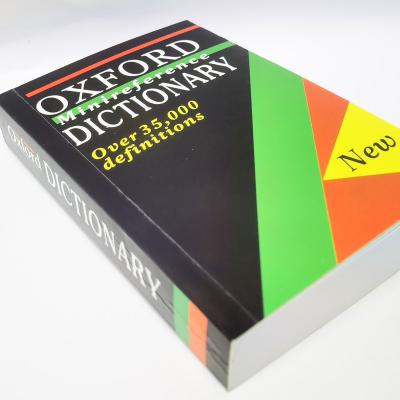 OXFORD
Minireference
DICTIONARY
Over 35,000
definitions
New
Oxford DICTIONARY